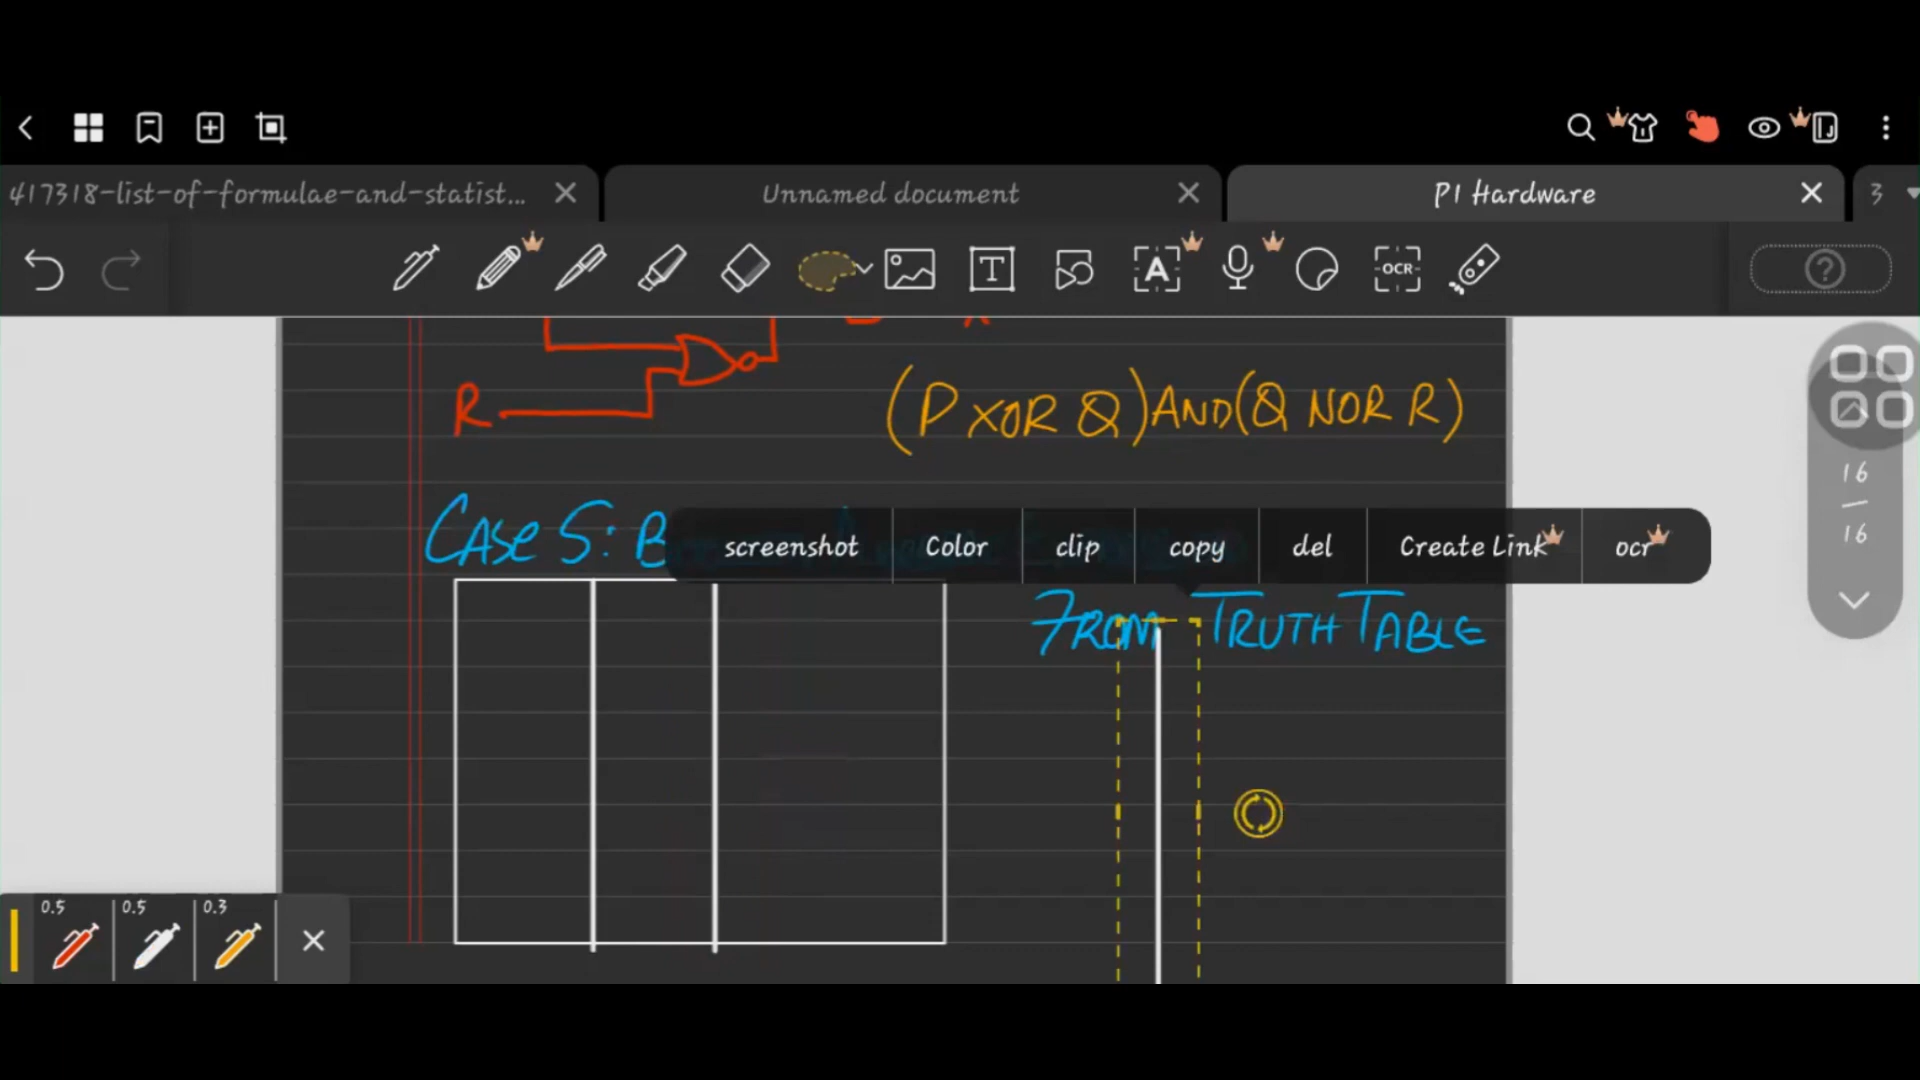 417318-list-of-formulae-and-statist...
Unnamed document
P1 Hardware
3
T
A
OCR
?
R
(P XOR Q) AND (Q NOR R)
16
16
CASE 5: B
screenshot
Color
clip
copy
del
Create Link
ocr
FROM TRUTH TABLE
0.5
0.5
0.3